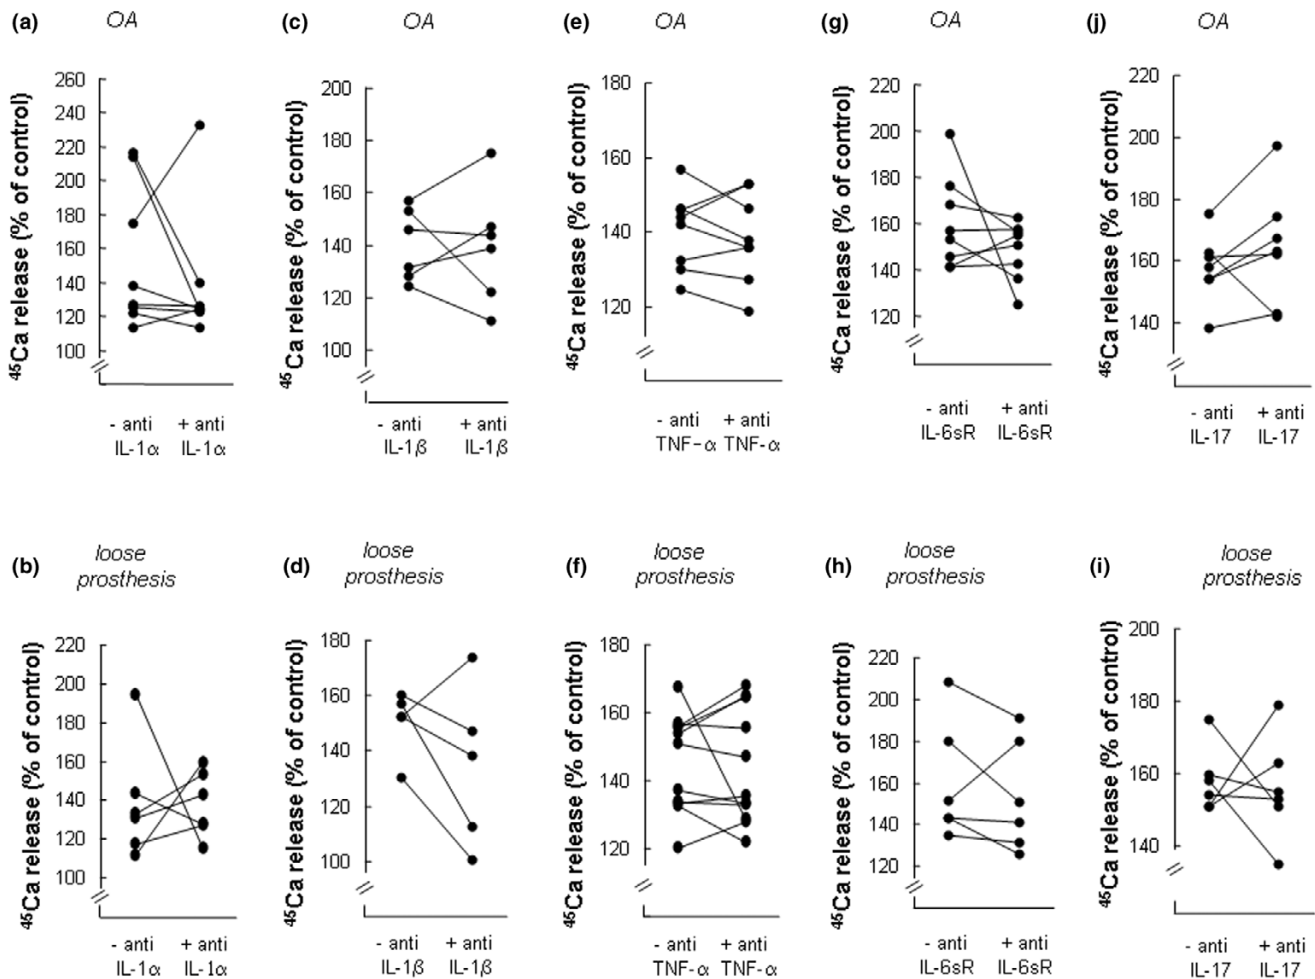 (a)
OA
⁴⁵Ca release (% of control)
260
240
220
200
180
160
140
120
100
- anti + anti
IL-1α IL-1α
(c)
OA
⁴⁵Ca release (% of control)
200
180
160
140
120
100
- anti + anti
IL-1β IL-1β
(e)
OA
⁴⁵Ca release (% of control)
180
160
140
120
- anti + anti
TNF-α TNF-α
(g)
OA
⁴⁵Ca release (% of control)
220
200
180
160
140
120
- anti + anti
IL-6sR IL-6sR
(j)
OA
⁴⁵Ca release (% of control)
220
200
180
160
140
- anti + anti
IL-17 IL-17
(b)
loose
prosthesis
⁴⁵Ca release (% of control)
220
200
180
160
140
120
100
- anti + anti
IL-1α IL-1α
(d)
loose
prosthesis
⁴⁵Ca release (% of control)
180
160
140
120
100
- anti + anti
IL-1β IL-1β
(f)
loose
prosthesis
⁴⁵Ca release (% of control)
180
160
140
120
- anti + anti
TNF-α TNF-α
(h)
loose
prosthesis
⁴⁵Ca release (% of control)
220
200
180
160
140
120
- anti + anti
IL-6sR IL-6sR
(i)
loose
prosthesis
⁴⁵Ca release (% of control)
200
180
160
140
- anti + anti
IL-17 IL-17